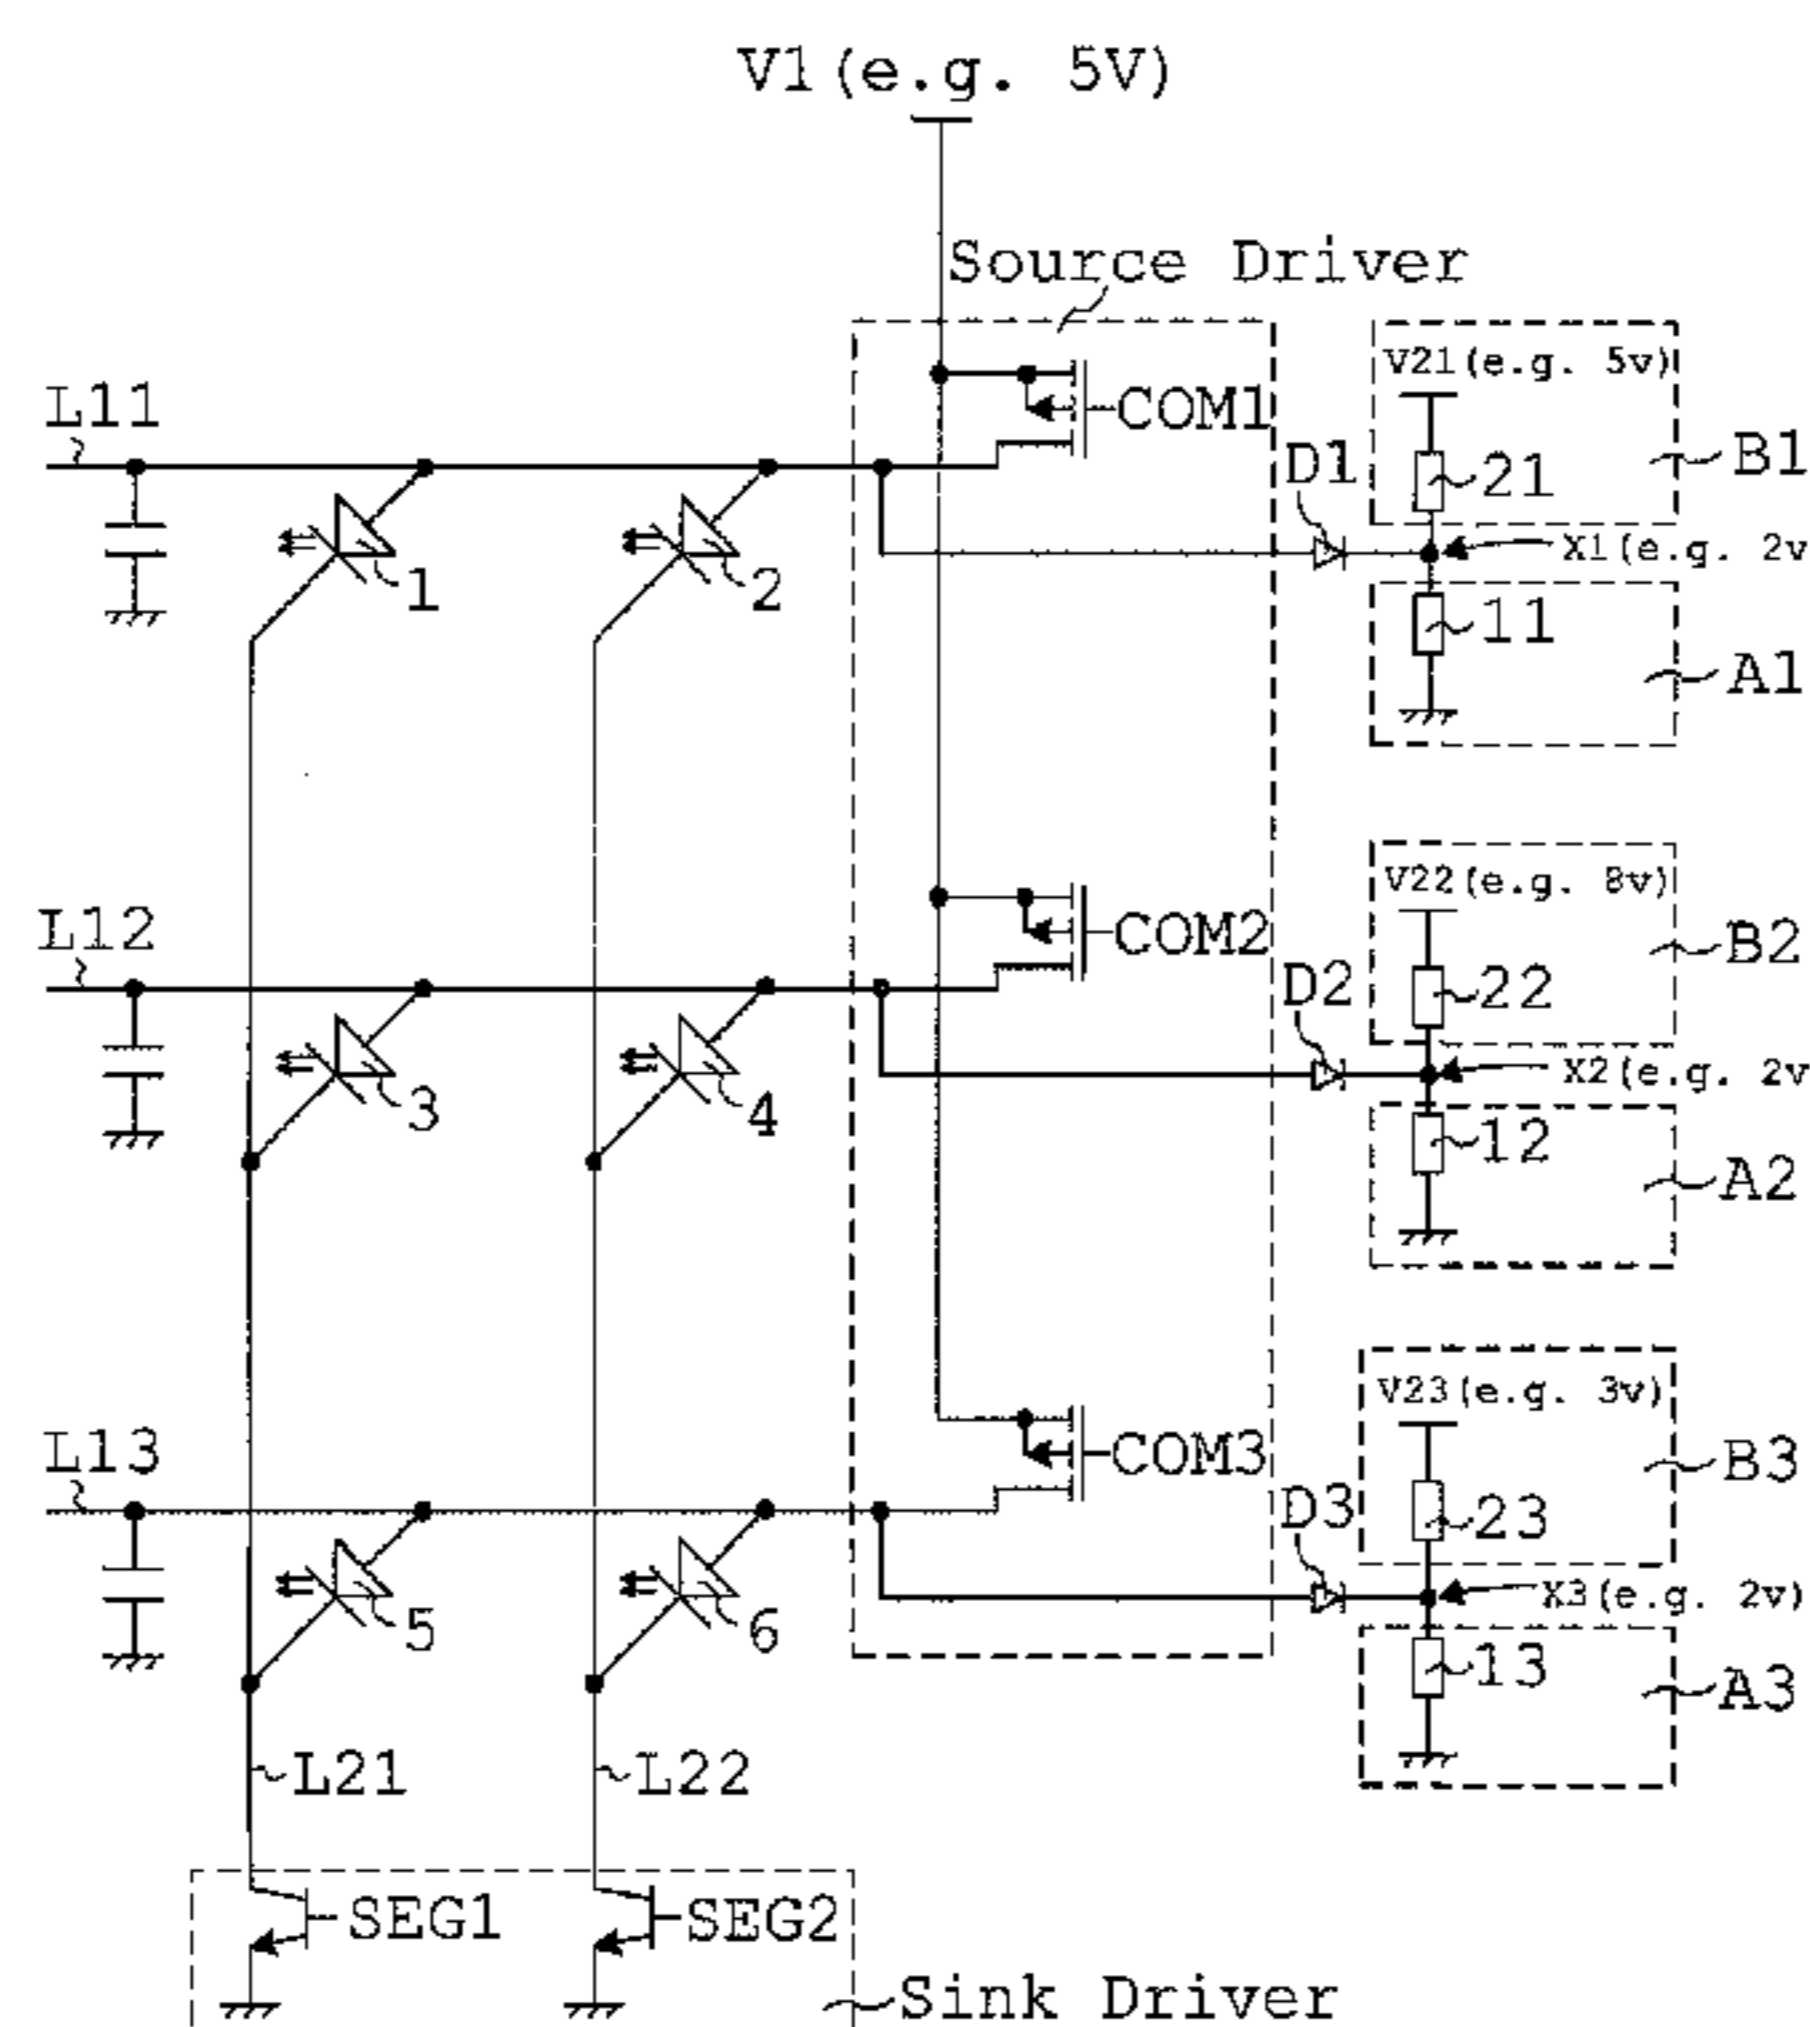 V1(e.g. 5V)
Source Driver
L11
COM1
V21(e.g. 5v)
D1
21
B1
X1(e.g. 2v
1
2
11
A1
L12
COM2
V22(e.g. 8v)
D2
22
B2
X2(e.g. 2v
3
4
12
A2
L13
COM3
V23(e.g. 3v)
D3
23
B3
X3(e.g. 2v)
5
6
13
A3
L21
L22
SEG1
SEG2
Sink Driver